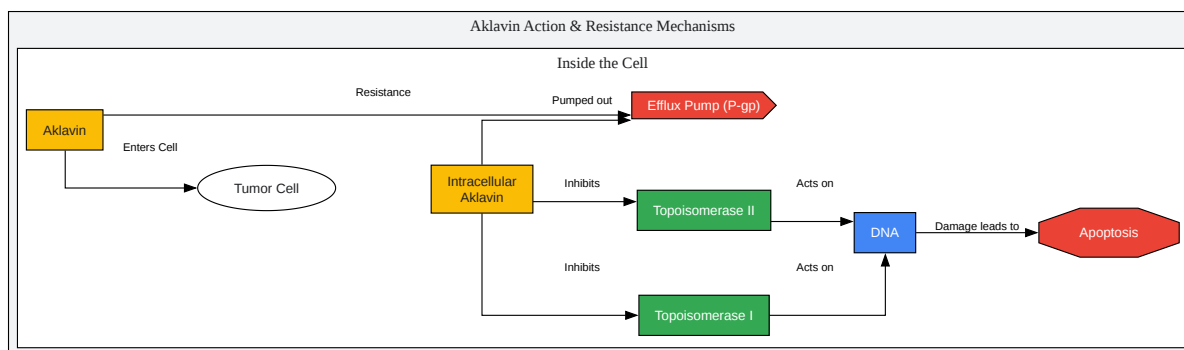 Aklavin Action & Resistance Mechanisms
Inside the Cell
Resistance
Pumped out
Efflux Pump (P-gp)
Aklavin
Enters Cell
Tumor Cell
Intracellular
Aklavin
Inhibits
Topoisomerase II
Acts on
DNA
Damage leads to
Apoptosis
Inhibits
Acts on
Topoisomerase I